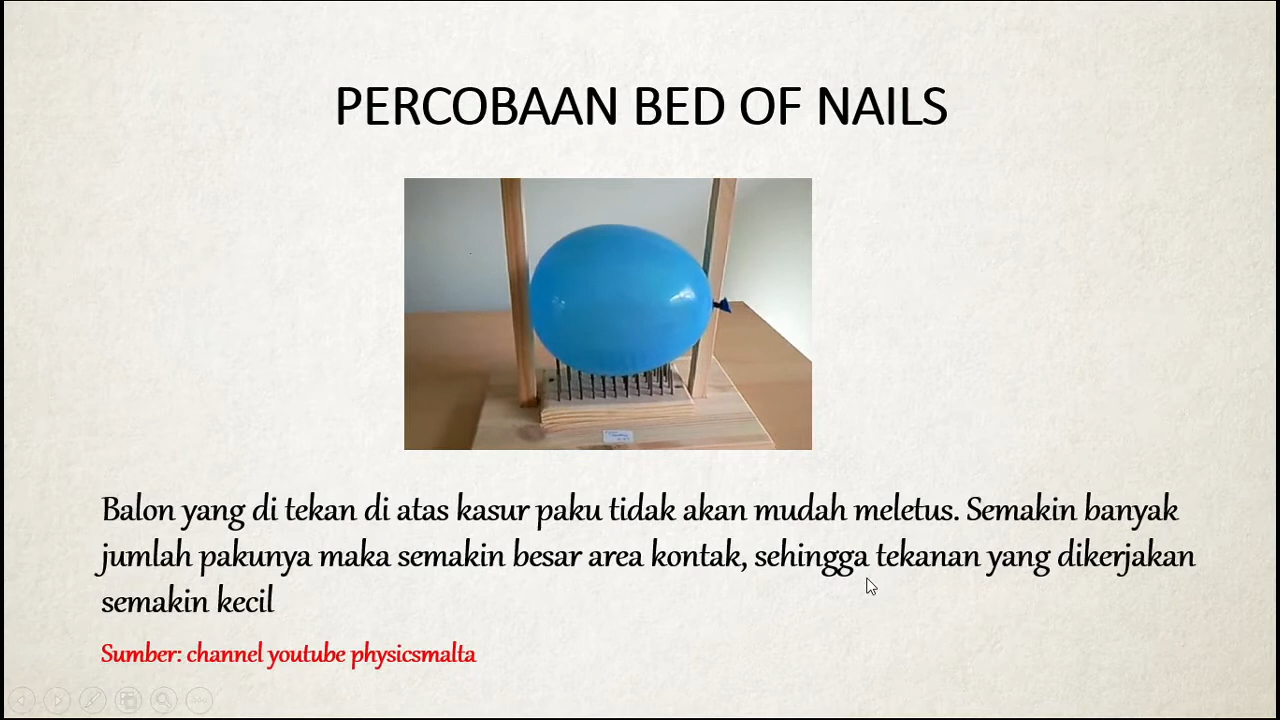 PERCOBAAN BED OF NAILS
Balon yang di tekan di atas kasur paku tidak akan mudah meletus. Semakin banyak
jumlah pakunya maka semakin besar area kontak, sehingga tekanan yang dikerjakan
semakin kecil
Sumber: channel youtube physicsmalta